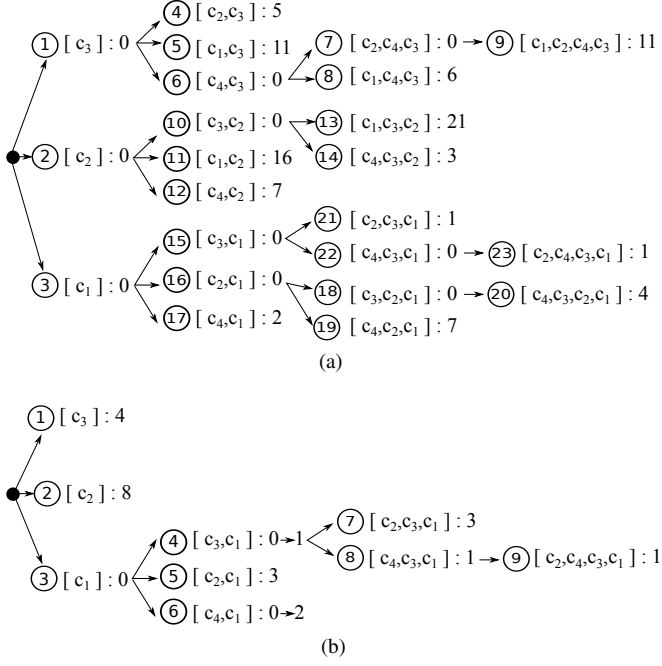 4 [ c2,c3 ] : 5
1 [ c3 ] : 0 5 [ c1,c3 ] : 11 7 [ c2,c4,c3 ] : 0 9 [ c1,c2,c4,c3 ] : 11
6 [ c4,c3 ] : 0 8 [ c1,c4,c3 ] : 6
10 [ c3,c2 ] : 0 13 [ c1,c3,c2 ] : 21
2 [ c2 ] : 0 11 [ c1,c2 ] : 16 14 [ c4,c3,c2 ] : 3
12 [ c4,c2 ] : 7
21 [ c2,c3,c1 ] : 1
15 [ c3,c1 ] : 0 22 [ c4,c3,c1 ] : 0 23 [ c2,c4,c3,c1 ] : 1
3 [ c1 ] : 0 16 [ c2,c1 ] : 0 18 [ c3,c2,c1 ] : 0 20 [ c4,c3,c2,c1 ] : 4
17 [ c4,c1 ] : 2 19 [ c4,c2,c1 ] : 7
(a)
1 [ c3 ] : 4
2 [ c2 ] : 8
7 [ c2,c3,c1 ] : 3
4 [ c3,c1 ] : 0→1 8 [ c4,c3,c1 ] : 1 9 [ c2,c4,c3,c1 ] : 1
3 [ c1 ] : 0 5 [ c2,c1 ] : 3
6 [ c4,c1 ] : 0→2
(b)